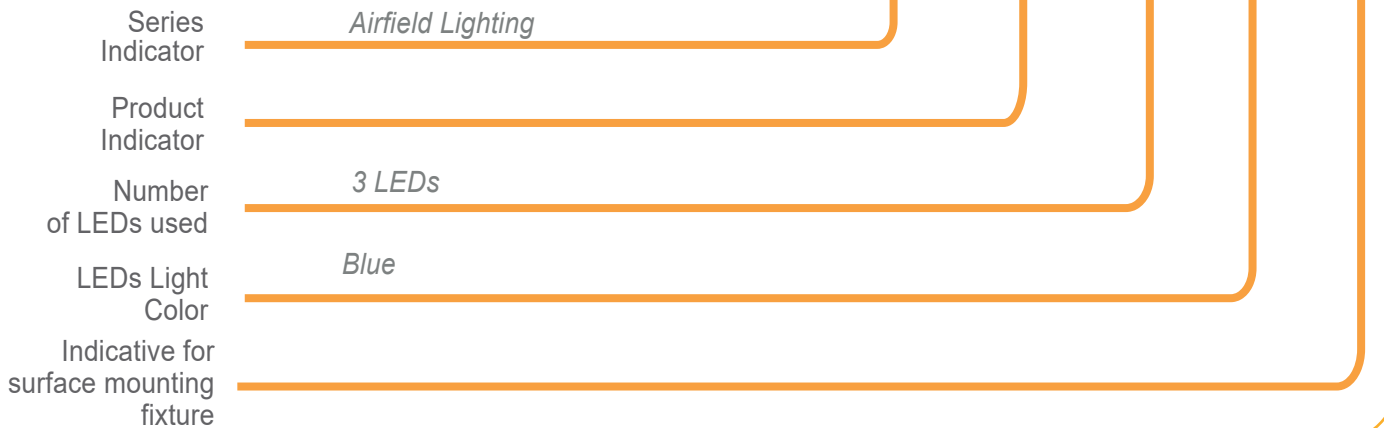 Series
Indicator
Airfield Lighting
Product
Indicator
Number
of LEDs used
3 LEDs
LEDs Light
Color
Blue
Indicative for
surface mounting
fixture